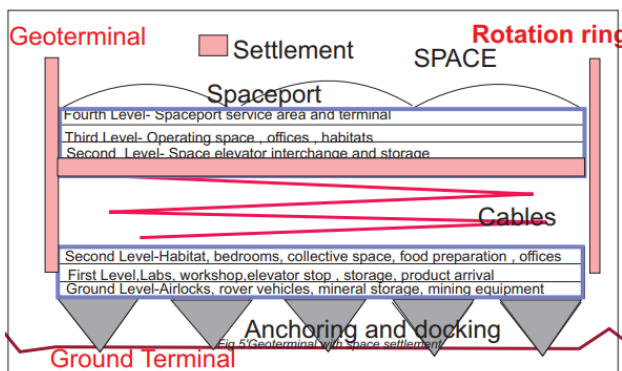 Geoterminal
Rotation ring
Settlement
SPACE
Spaceport
Fourth Level- Spaceport service area and terminal
Third Level- Operating space , offices , habitats
Second Level- Space elevator interchange and storage
Cables
Second Level-Habitat, bedrooms, collective space, food preparation , offices
First Level,Labs, workshop,elevator stop , storage, product arrival
Ground Level-Airlocks, rover vehicles, mineral storage, mining equipment
Anchoring and docking
Fig 5'Geoterminal with space settlement
Ground Terminal